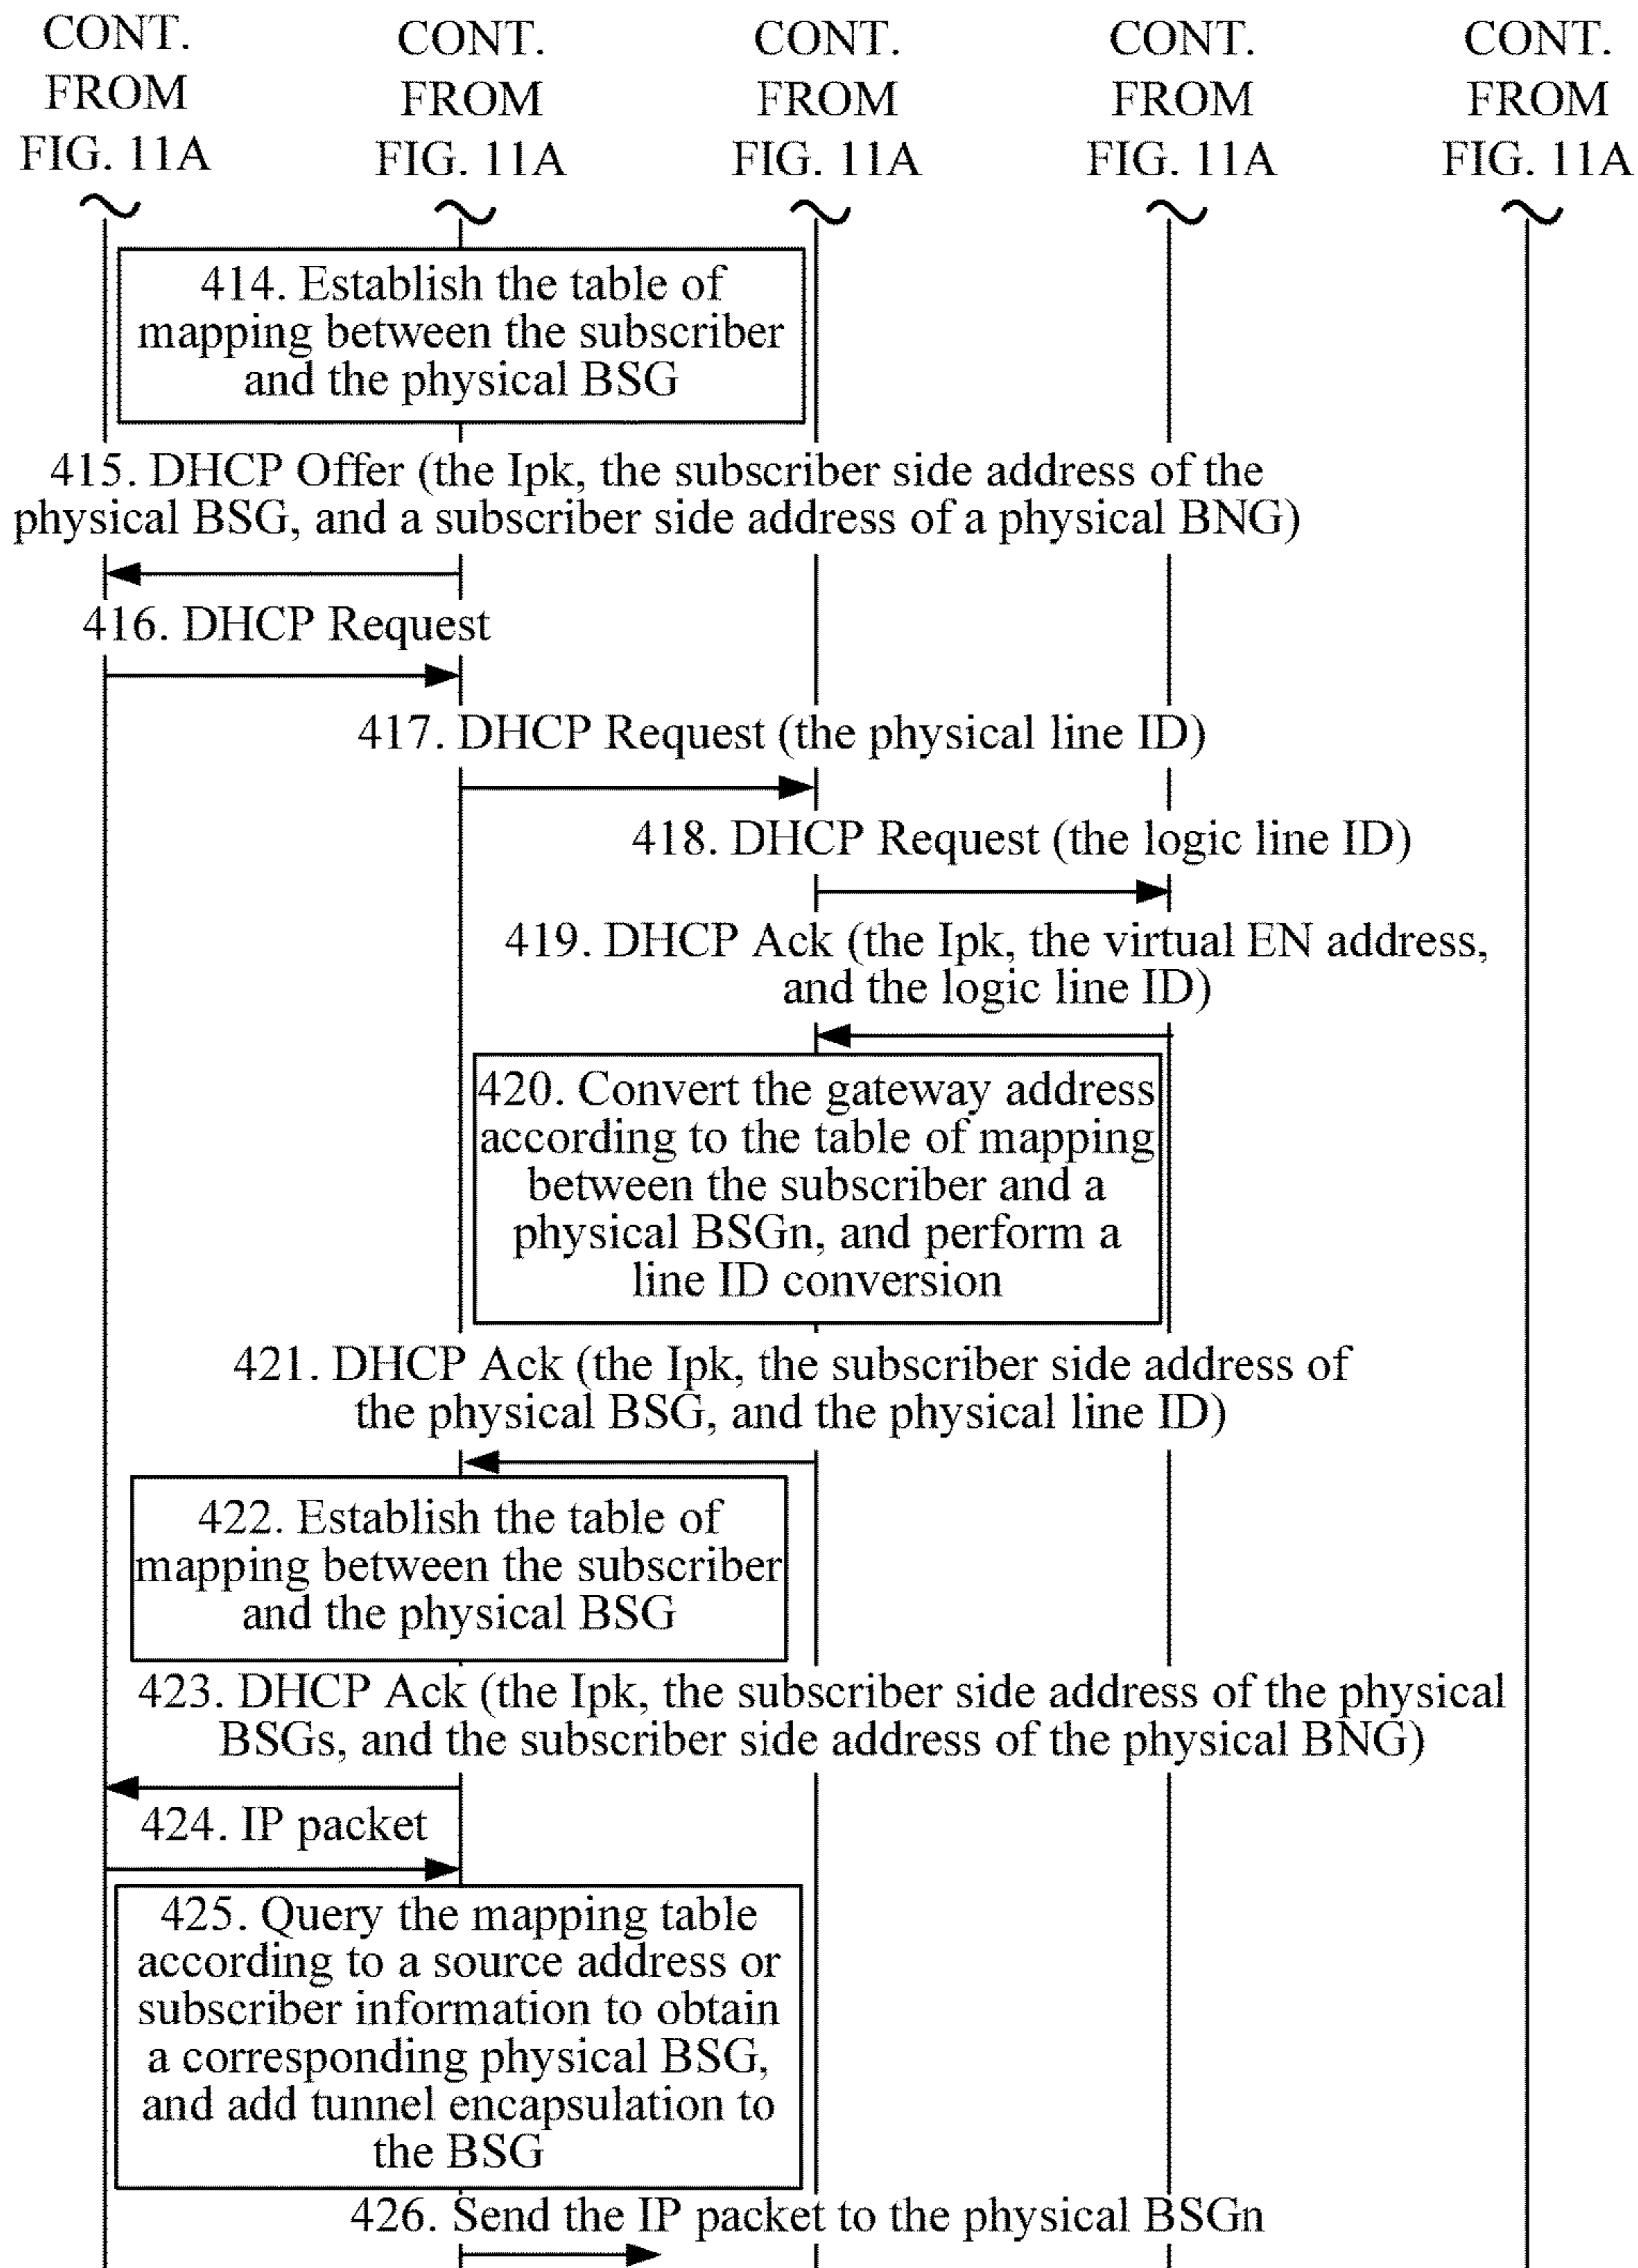 CONT.
FROM
FIG. 11A
CONT.
FROM
FIG. 11A
CONT.
FROM
FIG. 11A
CONT.
FROM
FIG. 11A
CONT.
FROM
FIG. 11A
414. Establish the table of
mapping between the subscriber
and the physical BSG
415. DHCP Offer (the Ipk, the subscriber side address of the
physical BSG, and a subscriber side address of a physical BNG)
416. DHCP Request
417. DHCP Request (the physical line ID)
418. DHCP Request (the logic line ID)
419. DHCP Ack (the Ipk, the virtual EN address,
and the logic line ID)
420. Convert the gateway address
according to the table of mapping
between the subscriber and a
physical BSGn, and perform a
line ID conversion
421. DHCP Ack (the Ipk, the subscriber side address of
the physical BSG, and the physical line ID)
422. Establish the table of
mapping between the subscriber
and the physical BSG
423. DHCP Ack (the Ipk, the subscriber side address of the physical
BSGs, and the subscriber side address of the physical BNG)
424. IP packet
425. Query the mapping table
according to a source address or
subscriber information to obtain
a corresponding physical BSG,
and add tunnel encapsulation to
the BSG
426. Send the IP packet to the physical BSGn